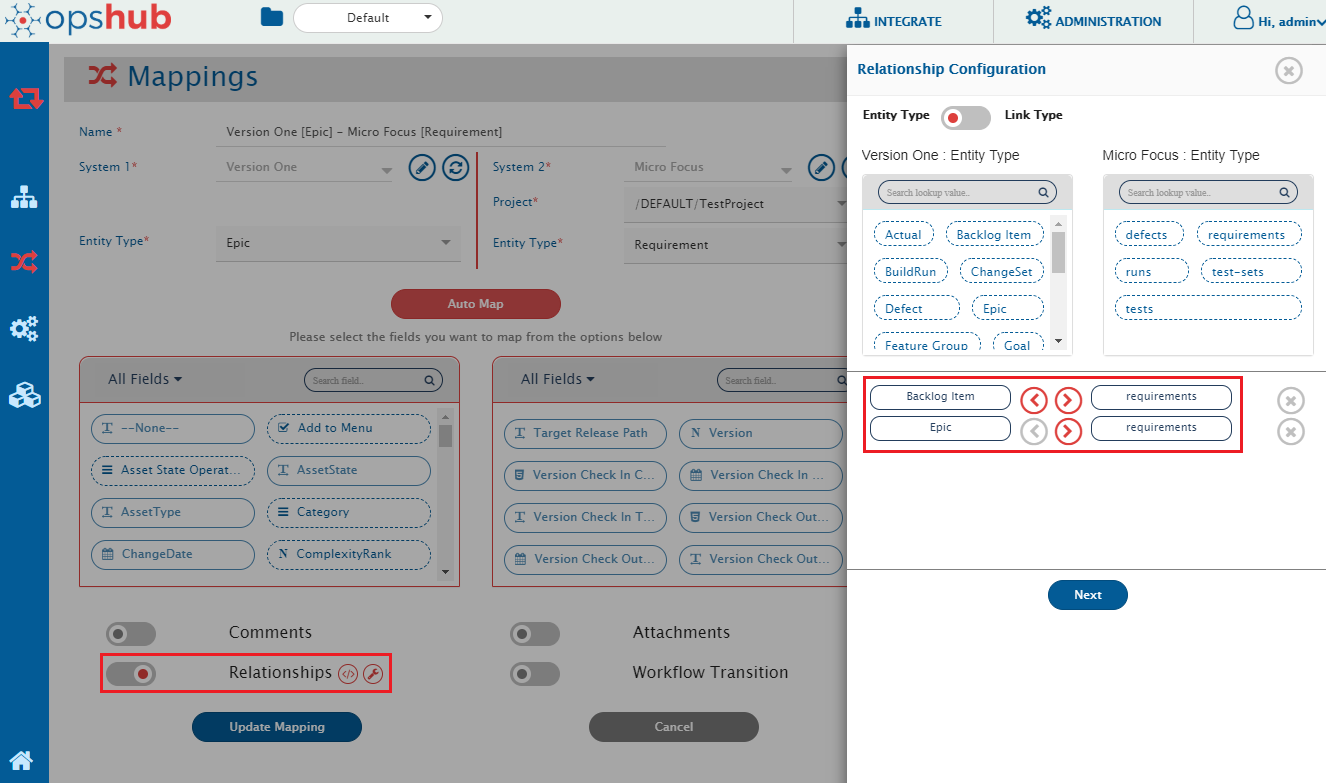 opshub
Default
INTEGRATE
ADMINISTRATION
Hi, admin
Mappings
Name *
Version One [Epic] - Micro Focus [Requirement]
System 1*
Version One
System 2*
Micro Focus
Project*
/DEFAULT/TestProject
Entity Type*
Epic
Entity Type*
Requirement
Auto Map
Please select the fields you want to map from the options below
All Fields
Search field..
T --None--
Add to Menu
Asset State Operat...
T AssetState
T AssetType
Category
ChangeDate
N ComplexityRank
All Fields
Search field..
T Target Release Path
N Version
Version Check In C...
Version Check In ...
T Version Check In T...
Version Check Out...
Version Check Out...
T Version Check Out...
Comments
Attachments
Relationships
Workflow Transition
Update Mapping
Cancel
Relationship Configuration
Entity Type
Link Type
Version One : Entity Type
Micro Focus : Entity Type
Search lookup value..
Actual
Backlog Item
BuildRun
ChangeSet
Defect
Epic
Feature Group
Goal
Search lookup value..
defects
requirements
runs
test-sets
tests
Backlog Item
requirements
Epic
requirements
Next